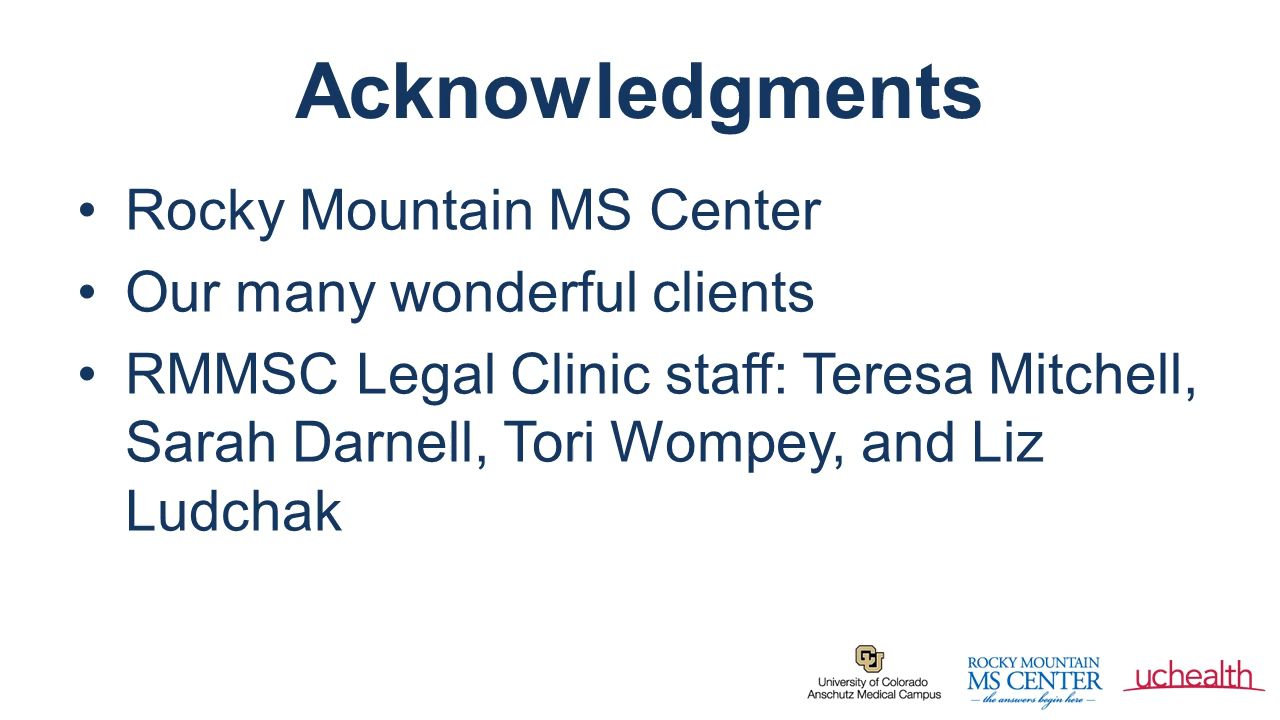 Acknowledgments
• Rocky Mountain MS Center
• Our many wonderful clients
• RMMSC Legal Clinic staff: Teresa Mitchell,
Sarah Darnell, Tori Wompey, and Liz
Ludchak
CU
University of Colorado
Anschutz Medical Campus
ROCKY MOUNTAIN
MS CENTER
— the answers begin here —
uchealth